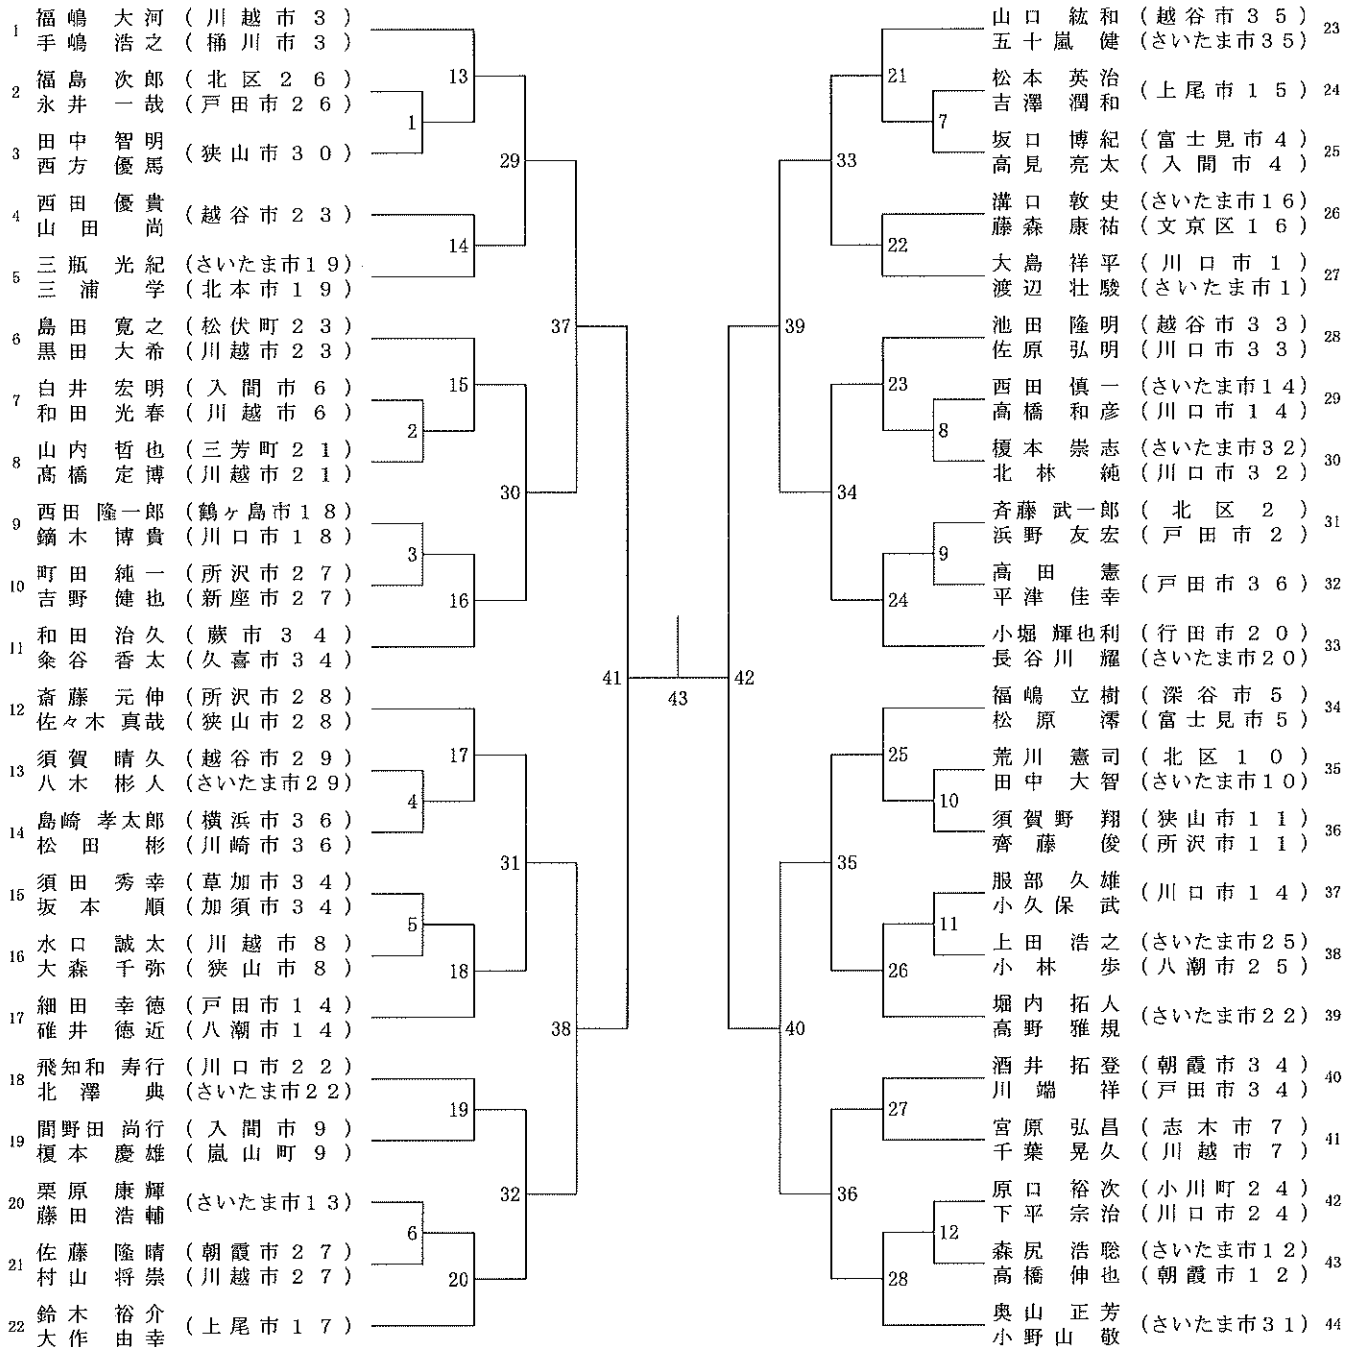 1 福嶋 大河 (川越市3)
手嶋 浩之 (桶川市3)
2 福島 次郎 (北区26)
永井 一哉 (戸田市26)
3 田中 智明 (狭山市30)
西方 優馬
4 西田 優貴 (越谷市23)
山田 尚
5 三瓶 光紀 (さいたま市19)
三浦 学 (北本市19)
6 島田 寛之 (松伏町23)
黒田 大希 (川越市23)
7 白井 宏明 (入間市6)
和田 光春 (川越市6)
8 山内 哲也 (三芳町21)
髙橋 定博 (川越市21)
9 西田 隆一郎 (鶴ヶ島市18)
鏑木 博貴 (川口市18)
10 町田 純一 (所沢市27)
吉野 健也 (新座市27)
11 和田 治久 (蕨市34)
粂谷 香太 (久喜市34)
12 斎藤 元伸 (所沢市28)
佐々木 真哉 (狭山市28)
13 須賀 晴久 (越谷市29)
八木 彬人 (さいたま市29)
14 島崎 孝太郎 (横浜市36)
松田 彬 (川崎市36)
15 須田 秀幸 (草加市34)
坂本 順 (加須市34)
16 水口 誠太 (川越市8)
大森 千弥 (狭山市8)
17 細田 幸徳 (戸田市14)
碓井 徳近 (八潮市14)
18 飛知和 寿行 (川口市22)
北澤 典 (さいたま市22)
19 間野田 尚行 (入間市9)
榎本 慶雄 (嵐山町9)
20 栗原 康輝 (さいたま市13)
藤田 浩輔
21 佐藤 隆晴 (朝霞市27)
村山 将崇 (川越市27)
22 鈴木 裕介 (上尾市17)
大作 由幸
1
2
3
4
5
6
13
14
15
16
17
18
19
20
29
30
31
32
37
38
41
43
42
39
40
33
34
35
36
21
22
23
24
25
26
27
28
7
8
9
10
11
12
山口 紘和 (越谷市35) 23
五十嵐 健 (さいたま市35)
松本 英治 (上尾市15) 24
吉澤 潤和
坂口 博紀 (富士見市4) 25
高見 亮太 (入間市4)
溝口 敦史 (さいたま市16) 26
藤森 康祐 (文京区16)
大島 祥平 (川口市1) 27
渡辺 壮駿 (さいたま市1)
池田 隆明 (越谷市33) 28
佐原 弘明 (川口市33)
西田 慎一 (さいたま市14) 29
高橋 和彦 (川口市14)
榎本 崇志 (さいたま市32) 30
北林 純 (川口市32)
斉藤 武一郎 (北区2) 31
浜野 友宏 (戸田市2)
高田 憲 (戸田市36) 32
平津 佳幸
小堀 輝也利 (行田市20) 33
長谷川 耀 (さいたま市20)
福嶋 立樹 (深谷市5) 34
松原 澪 (富士見市5)
荒川 憲司 (北区10) 35
田中 大智 (さいたま市10)
須賀野 翔 (狭山市11) 36
齊藤 俊 (所沢市11)
服部 久雄 (川口市14) 37
小久保 武
上田 浩之 (さいたま市25) 38
小林 歩 (八潮市25)
堀内 拓人 (さいたま市22) 39
高野 雅規
酒井 拓登 (朝霞市34) 40
川端 祥 (戸田市34)
宮原 弘昌 (志木市7) 41
千葉 晃久 (川越市7)
原口 裕次 (小川町24) 42
下平 宗治 (川口市24)
森尻 浩聡 (さいたま市12) 43
高橋 伸也 (朝霞市12)
奥山 正芳 (さいたま市31) 44
小野山 敬